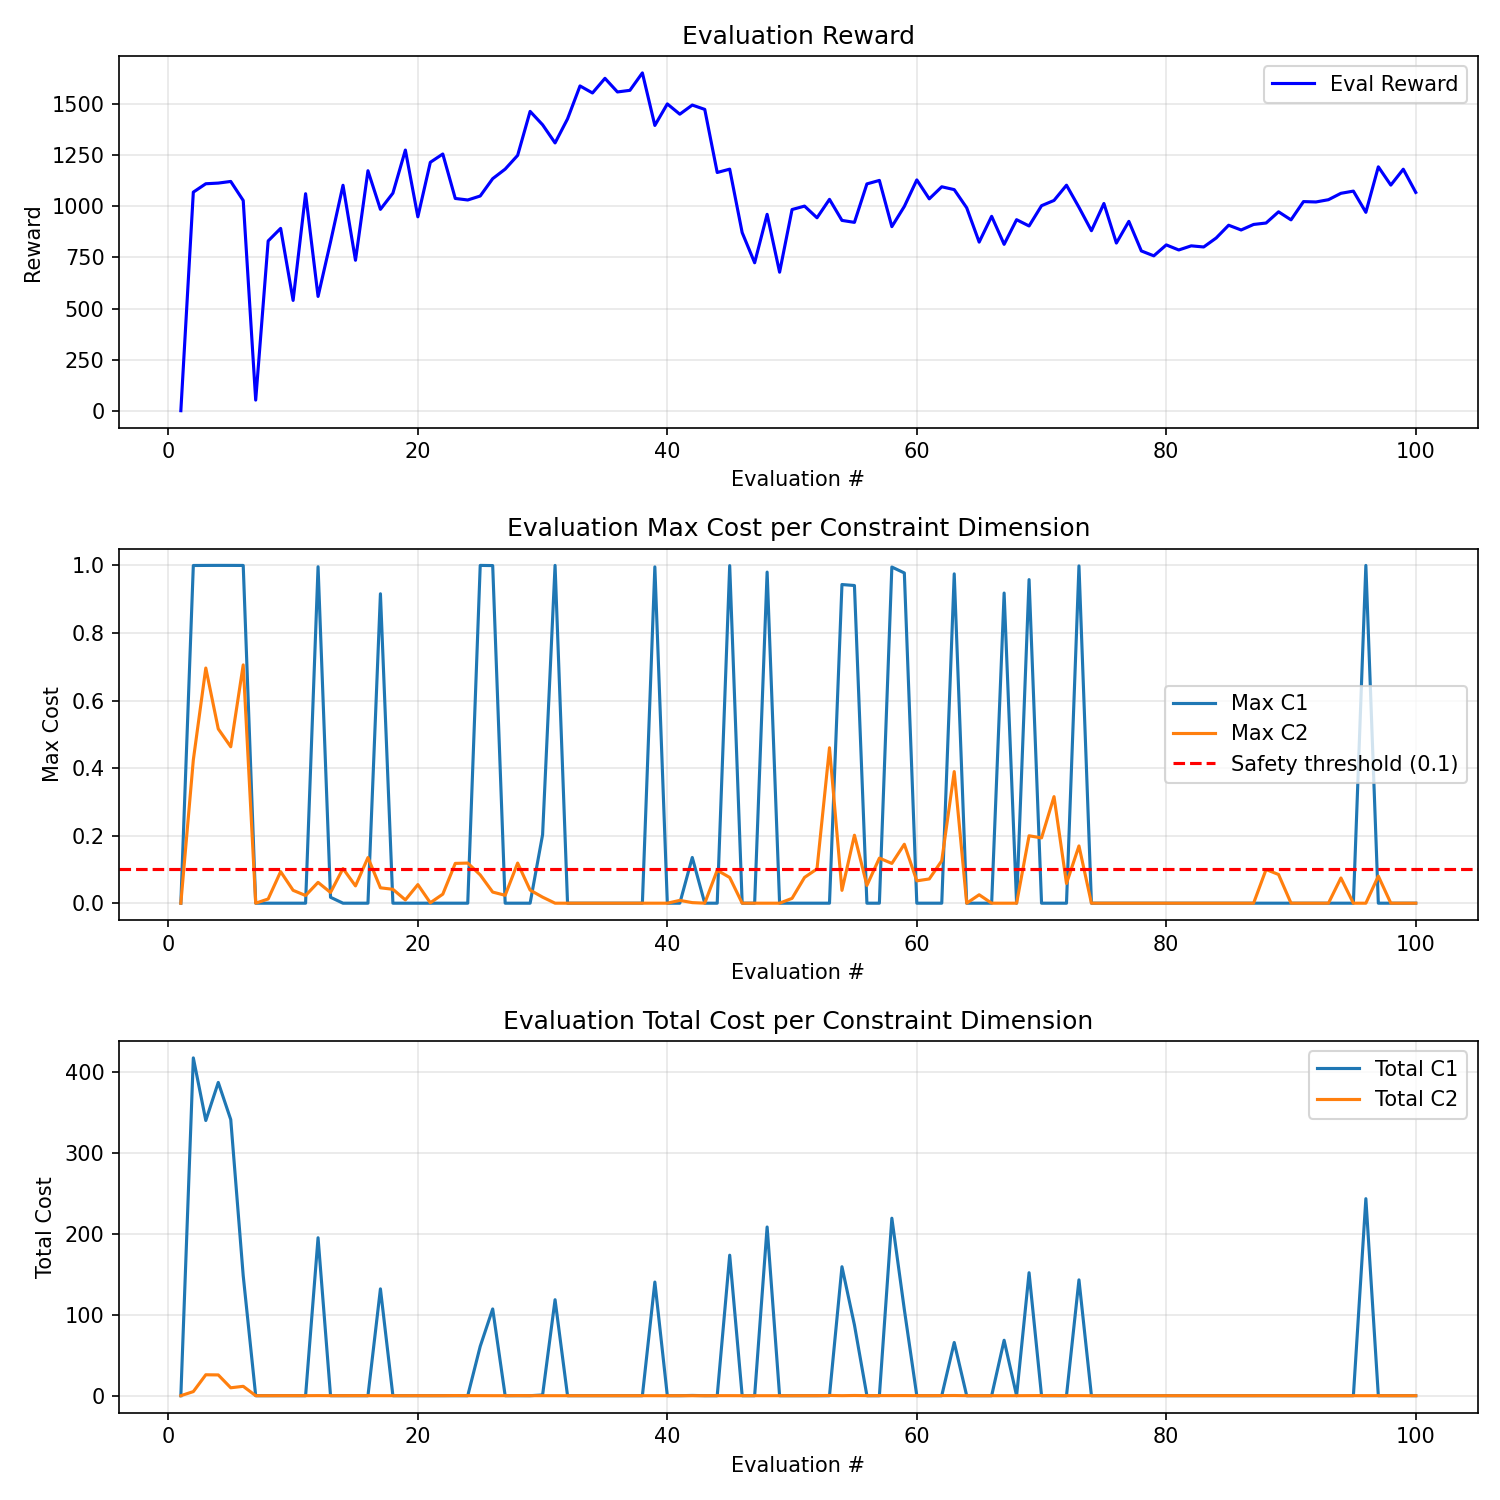 Evaluation Reward
Eval Reward
1500
1250
1000
750
500
250
0
Reward
0 20 40 60 80 100
Evaluation #
Evaluation Max Cost per Constraint Dimension
1.0
0.8
0.6
0.4
0.2
0.0
Max Cost
Max C1
Max C2
Safety threshold (0.1)
0 20 40 60 80 100
Evaluation #
Evaluation Total Cost per Constraint Dimension
Total C1
Total C2
400
300
200
100
0
Total Cost
0 20 40 60 80 100
Evaluation #